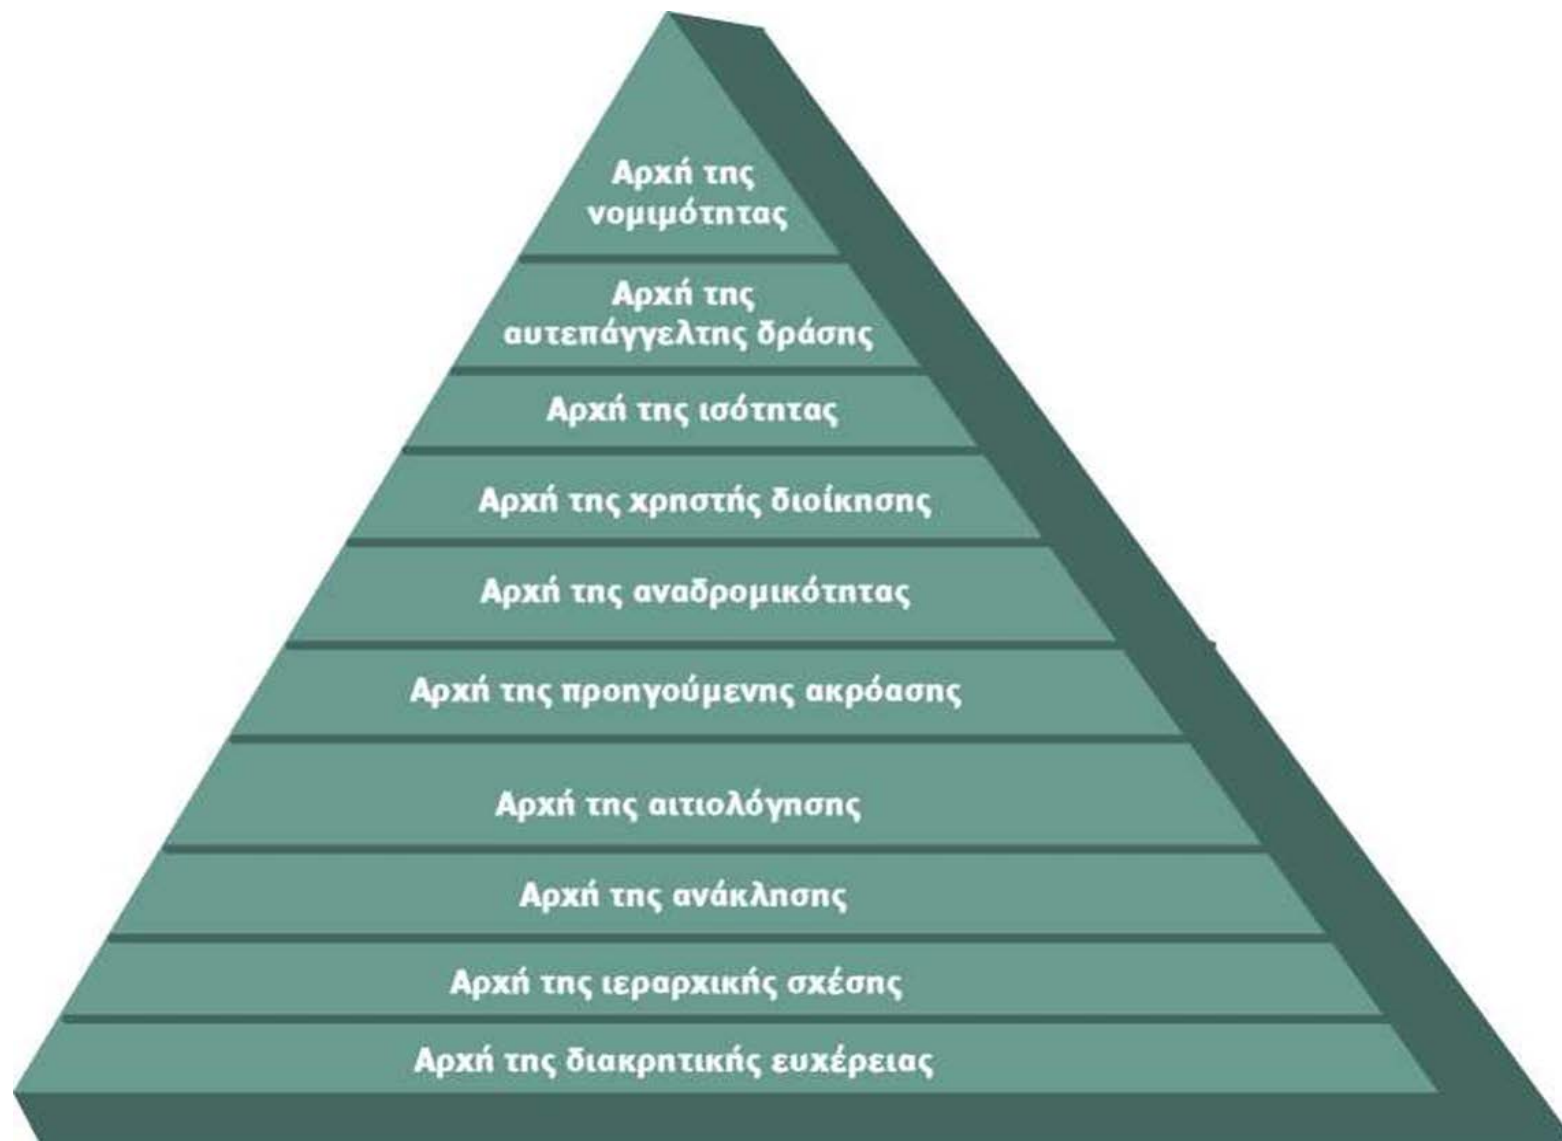 Αρχή της
νομιμότητας
Αρχή της
αυτεπάγγελτης δράσης
Αρχή της ισότητας
Αρχή της χρηστής διοίκησης
Αρχή της αναδρομικότητας
Αρχή της προηγούμενης ακρόασης
Αρχή της αιτιολόγησης
Αρχή της ανάκλησης
Αρχή της ιεραρχικής σχέσης
Αρχή της διακρητικής ευχέρειας